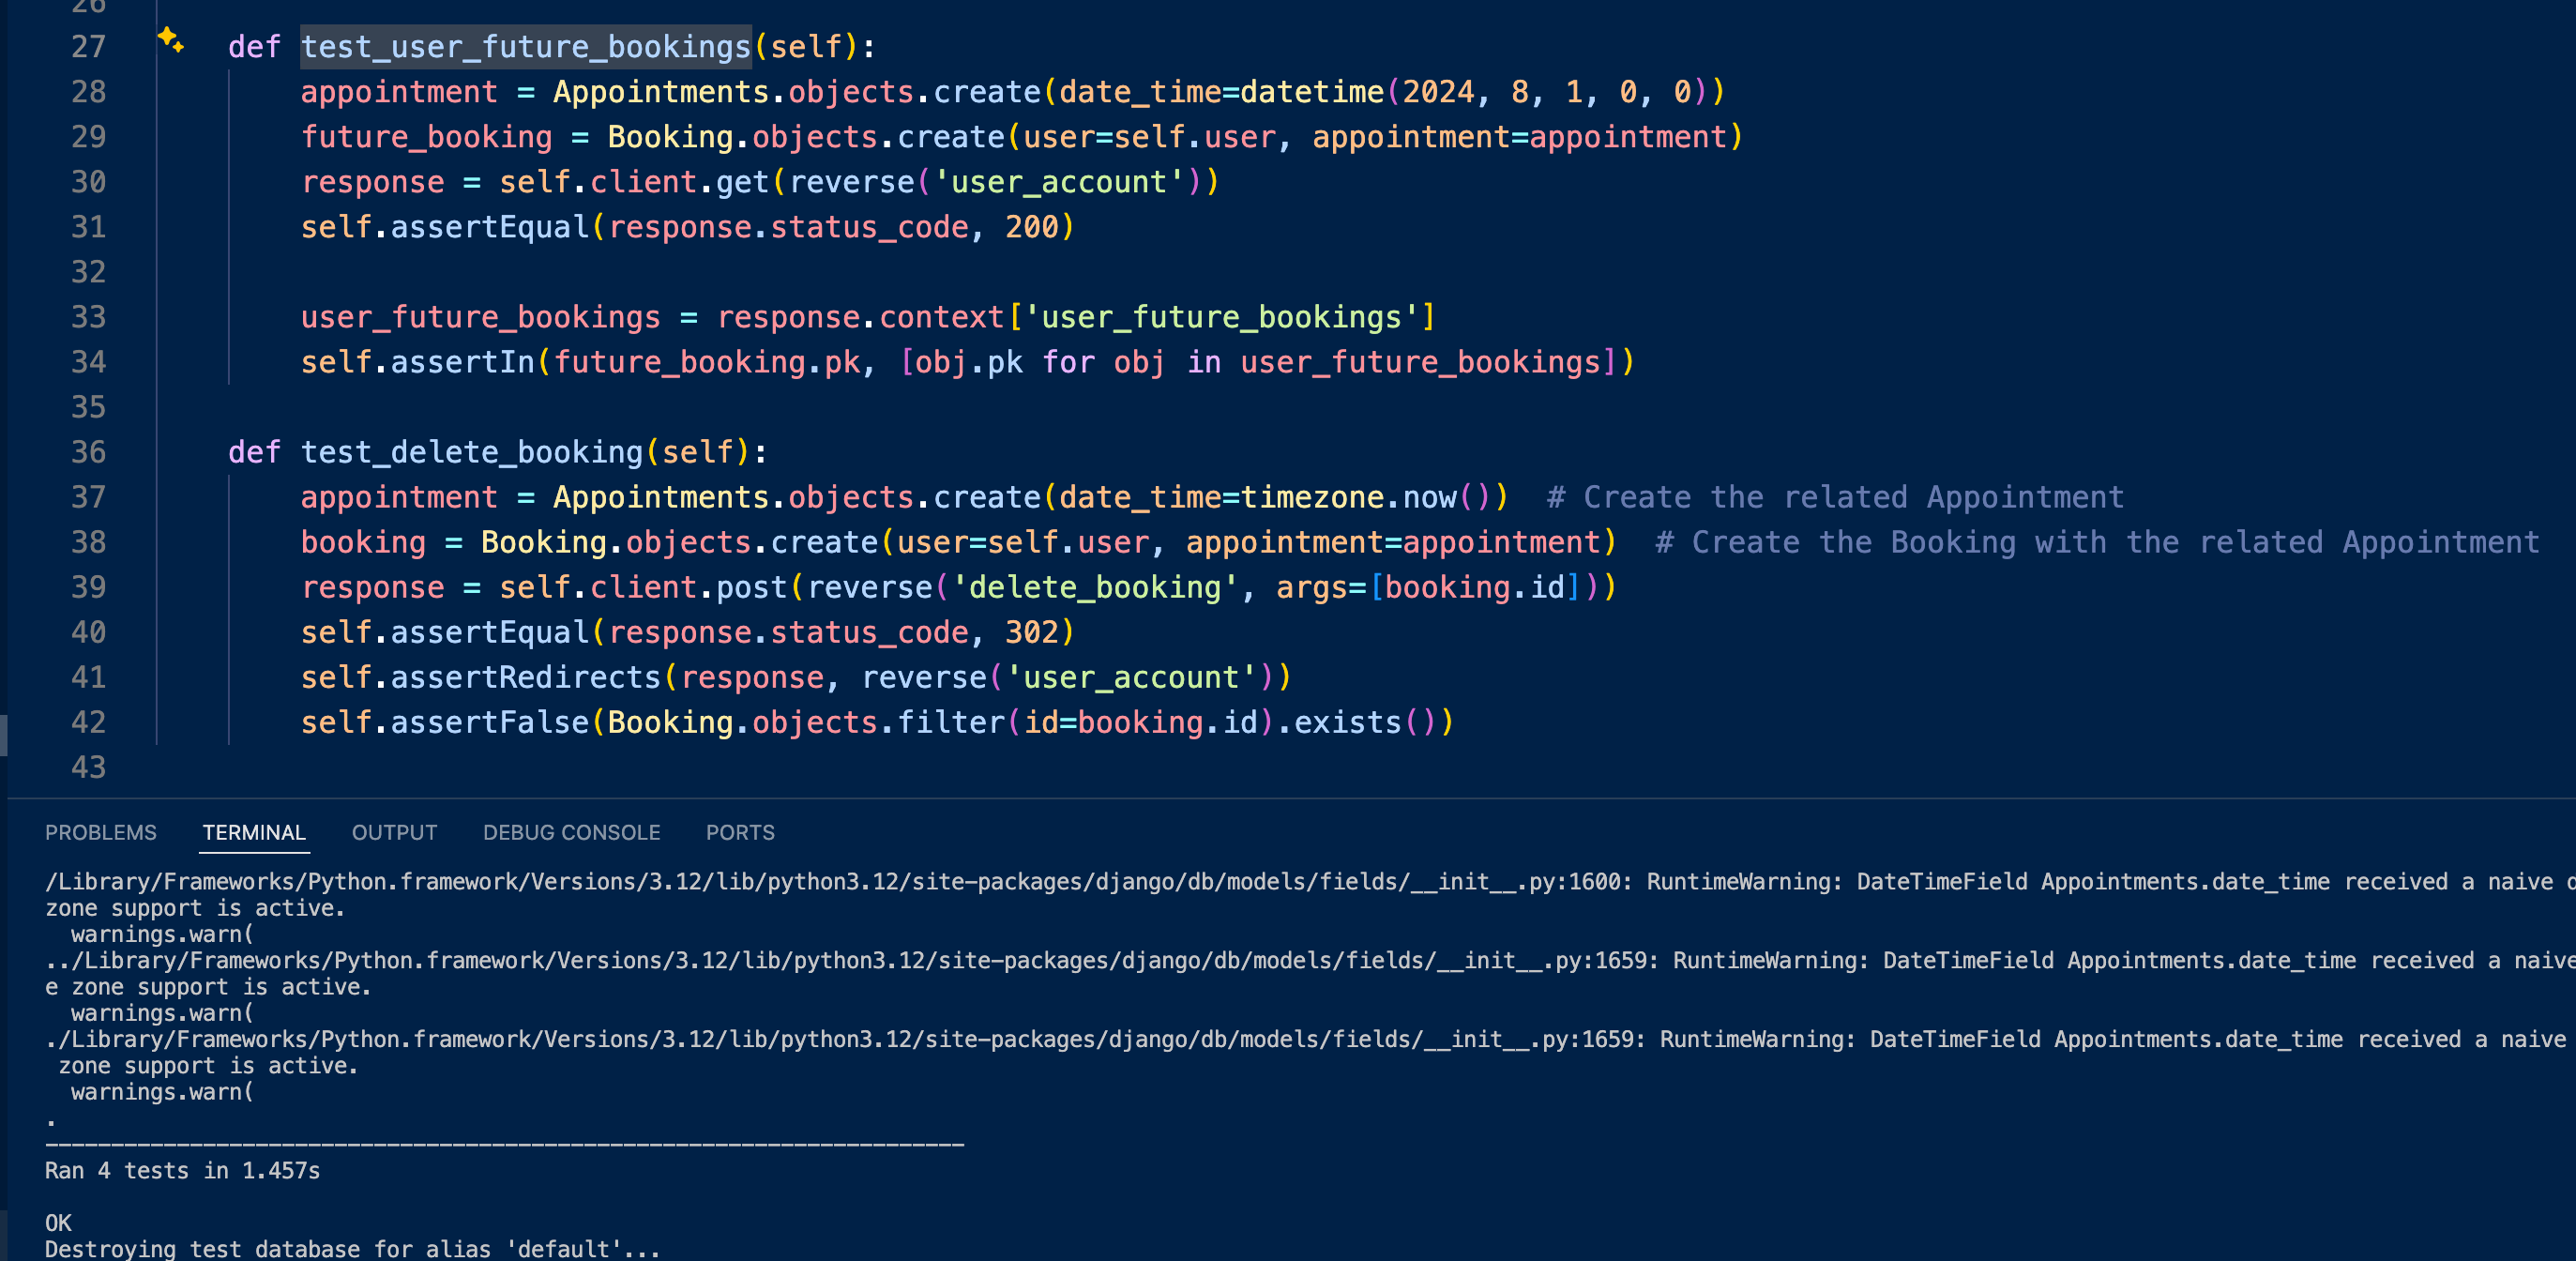 26
27 def test_user_future_bookings(self):
28 appointment = Appointments.objects.create(date_time=datetime(2024, 8, 1, 0, 0))
29 future_booking = Booking.objects.create(user=self.user, appointment=appointment)
30 response = self.client.get(reverse('user_account'))
31 self.assertEqual(response.status_code, 200)
32
33 user_future_bookings = response.context['user_future_bookings']
34 self.assertIn(future_booking.pk, [obj.pk for obj in user_future_bookings])
35
36 def test_delete_booking(self):
37 appointment = Appointments.objects.create(date_time=timezone.now()) # Create the related Appointment
38 booking = Booking.objects.create(user=self.user, appointment=appointment) # Create the Booking with the related Appointment
39 response = self.client.post(reverse('delete_booking', args=[booking.id]))
40 self.assertEqual(response.status_code, 302)
41 self.assertRedirects(response, reverse('user_account'))
42 self.assertFalse(Booking.objects.filter(id=booking.id).exists())
43
PROBLEMS TERMINAL OUTPUT DEBUG CONSOLE PORTS
/Library/Frameworks/Python.framework/Versions/3.12/lib/python3.12/site-packages/django/db/models/fields/__init__.py:1600: RuntimeWarning: DateTimeField Appointments.date_time received a naive
zone support is active.
warnings.warn(
../Library/Frameworks/Python.framework/Versions/3.12/lib/python3.12/site-packages/django/db/models/fields/__init__.py:1659: RuntimeWarning: DateTimeField Appointments.date_time received a naive
e zone support is active.
warnings.warn(
./Library/Frameworks/Python.framework/Versions/3.12/lib/python3.12/site-packages/django/db/models/fields/__init__.py:1659: RuntimeWarning: DateTimeField Appointments.date_time received a naive
zone support is active.
warnings.warn(
.
----------------------------------------------------------------------
Ran 4 tests in 1.457s
OK
Destroying test database for alias 'default'...